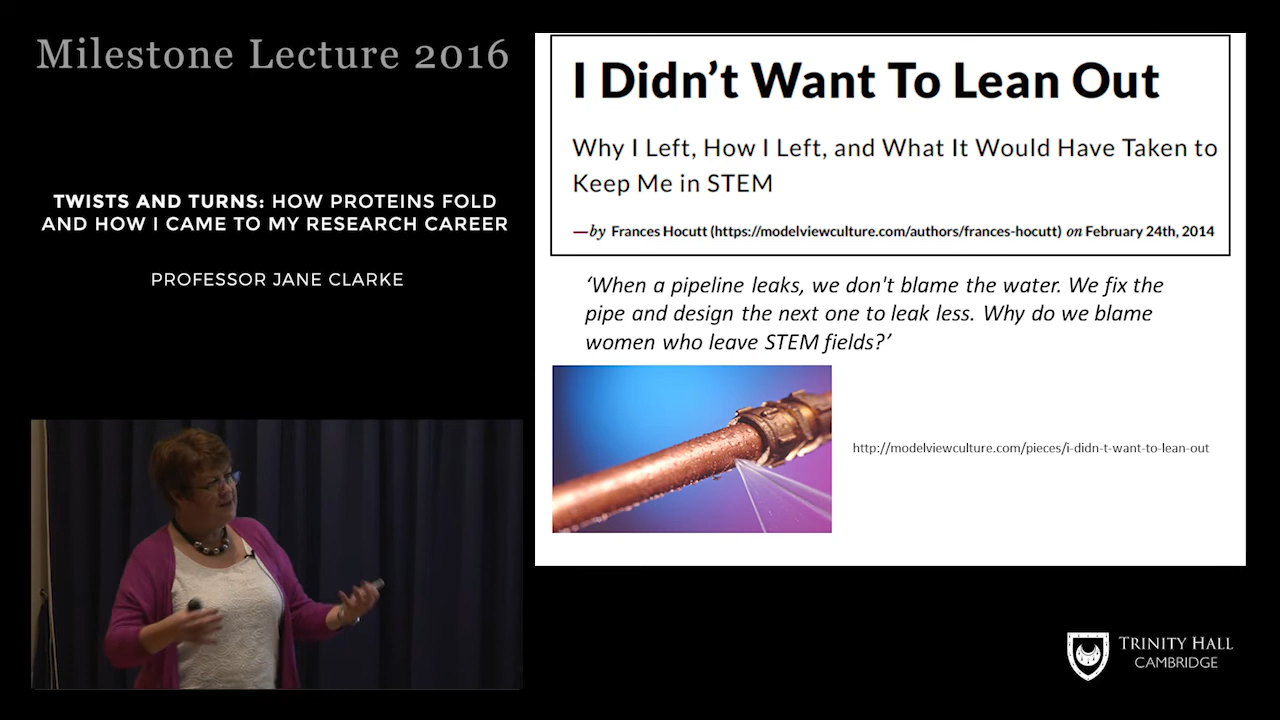 Milestone Lecture 2016
TWISTS AND TURNS: HOW PROTEINS FOLD
AND HOW I CAME TO MY RESEARCH CAREER
PROFESSOR JANE CLARKE
I Didn’t Want To Lean Out
Why I Left, How I Left, and What It Would Have Taken to
Keep Me in STEM
—by Frances Hocutt (https://modelviewculture.com/authors/frances-hocutt) on February 24th, 2014
‘When a pipeline leaks, we don't blame the water. We fix the
pipe and design the next one to leak less. Why do we blame
women who leave STEM fields?’
http://modelviewculture.com/pieces/i-didn-t-want-to-lean-out
TRINITY HALL
CAMBRIDGE